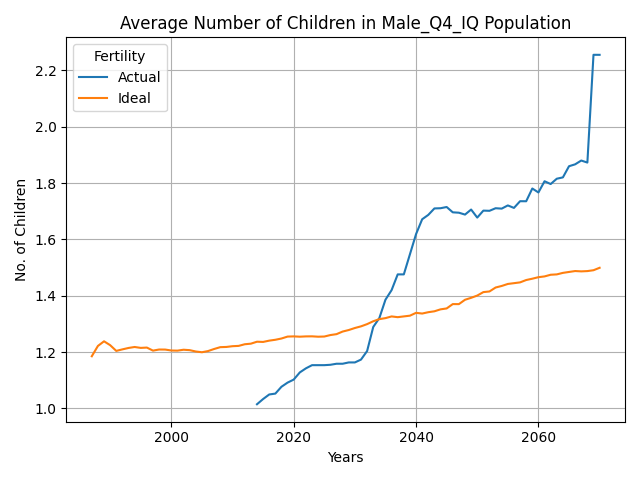 Average Number of Children in Male_Q4_IQ Population
Fertility
Actual
Ideal
No. of Children
2.2
2.0
1.8
1.6
1.4
1.2
1.0
2000
2020
2040
2060
Years